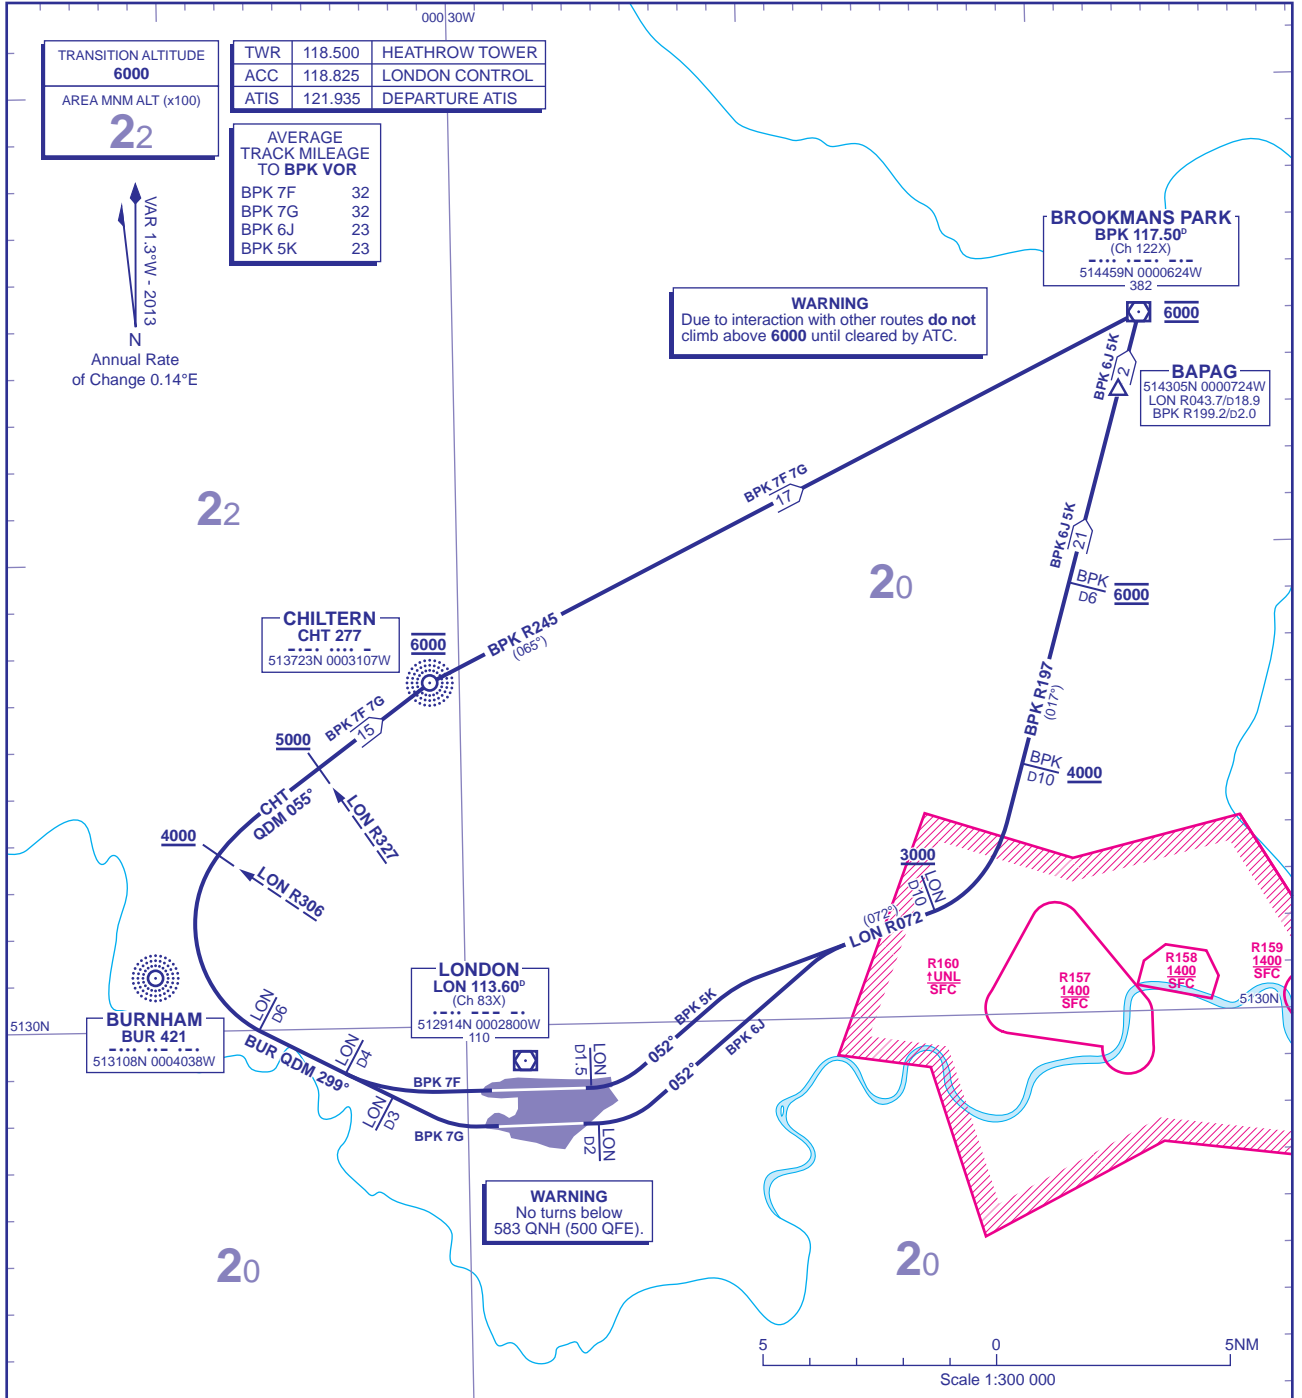 000 30W
TRANSITION ALTITUDE
6000
AREA MNM ALT (x100)
22
TWR 118.500 HEATHROW TOWER
ACC 118.825 LONDON CONTROL
ATIS 121.935 DEPARTURE ATIS
AVERAGE
TRACK MILEAGE
TO BPK VOR
BPK 7F 32
BPK 7G 32
BPK 6J 23
BPK 5K 23
VAR 1.3°W - 2013
N
Annual Rate
of Change 0.14°E
BROOKMANS PARK
BPK 117.50D
(Ch 122X)
514459N 0000624W
382
6000
WARNING
Due to interaction with other routes do not
climb above 6000 until cleared by ATC.
BPK 6J 5K
2
BAPAG
514305N 0000724W
LON R043.7/D18.9
BPK R199.2/D2.0
BPK 7F 7G
17
22
20
BPK 6J 5K
21
BPK
D6
6000
CHILTERN
CHT 277
513723N 0003107W
6000
BPK R245
(065°)
BPK R197
(017°)
BPK 7F 7G
15
5000
BPK
D10
4000
CHT
QDM 055°
LON R327
4000
LON R306
3000
LON
D10
(072°)
LON R072
R160
↑UNL
SFC
R157
1400
SFC
R158
1400
SFC
R159
1400
SFC
5130N
LONDON
LON 113.60D
(Ch 83X)
512914N 0002800W
110
BURNHAM
BUR 421
513108N 0004038W
5130N
LON
D6
BUR QDM 299°
LON
D4
LON
D3
BPK 7F
BPK 7G
LON
D1.5
LON
D2
052°
BPK 5K
052°
BPK 6J
WARNING
No turns below
583 QNH (500 QFE).
20
20
5 0 5NM
Scale 1:300 000